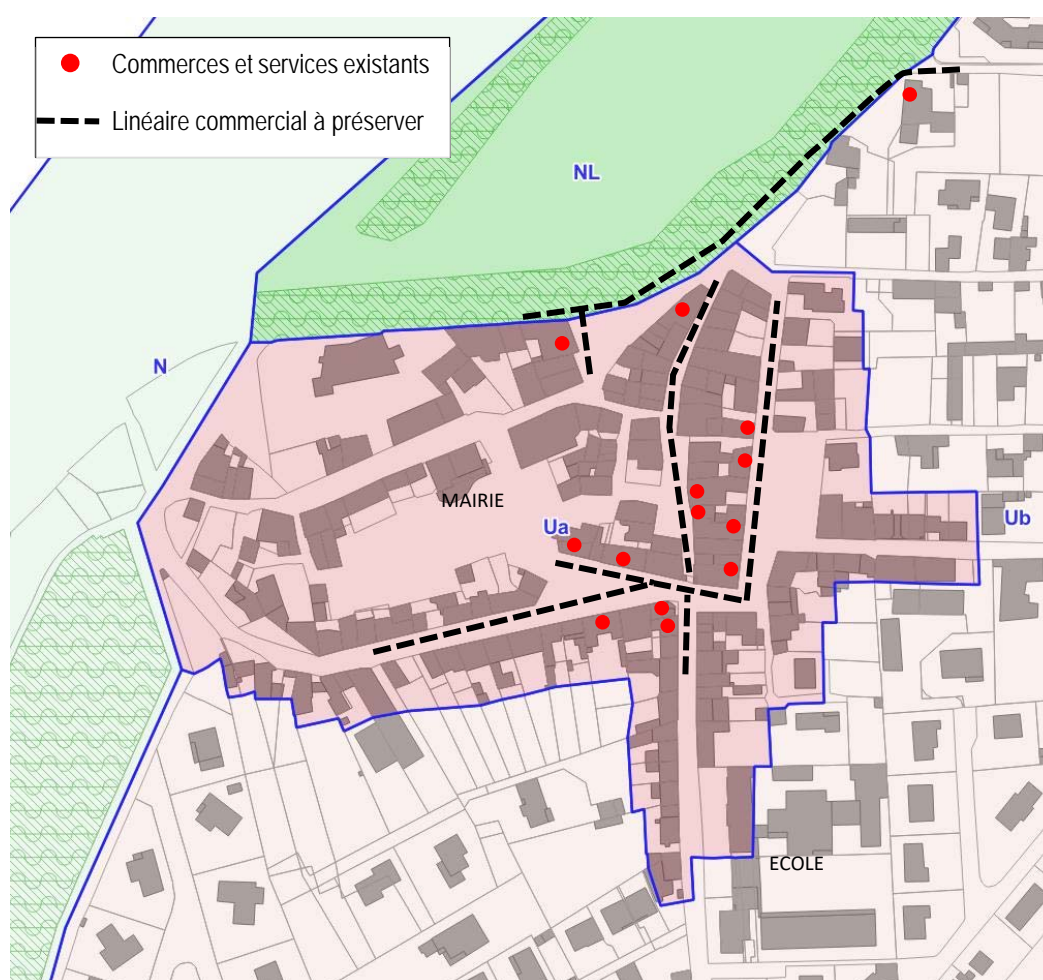 Commerces et services existants
Linéaire commercial à préserver
NL
N
MAIRIE
Ua
Ub
ECOLE